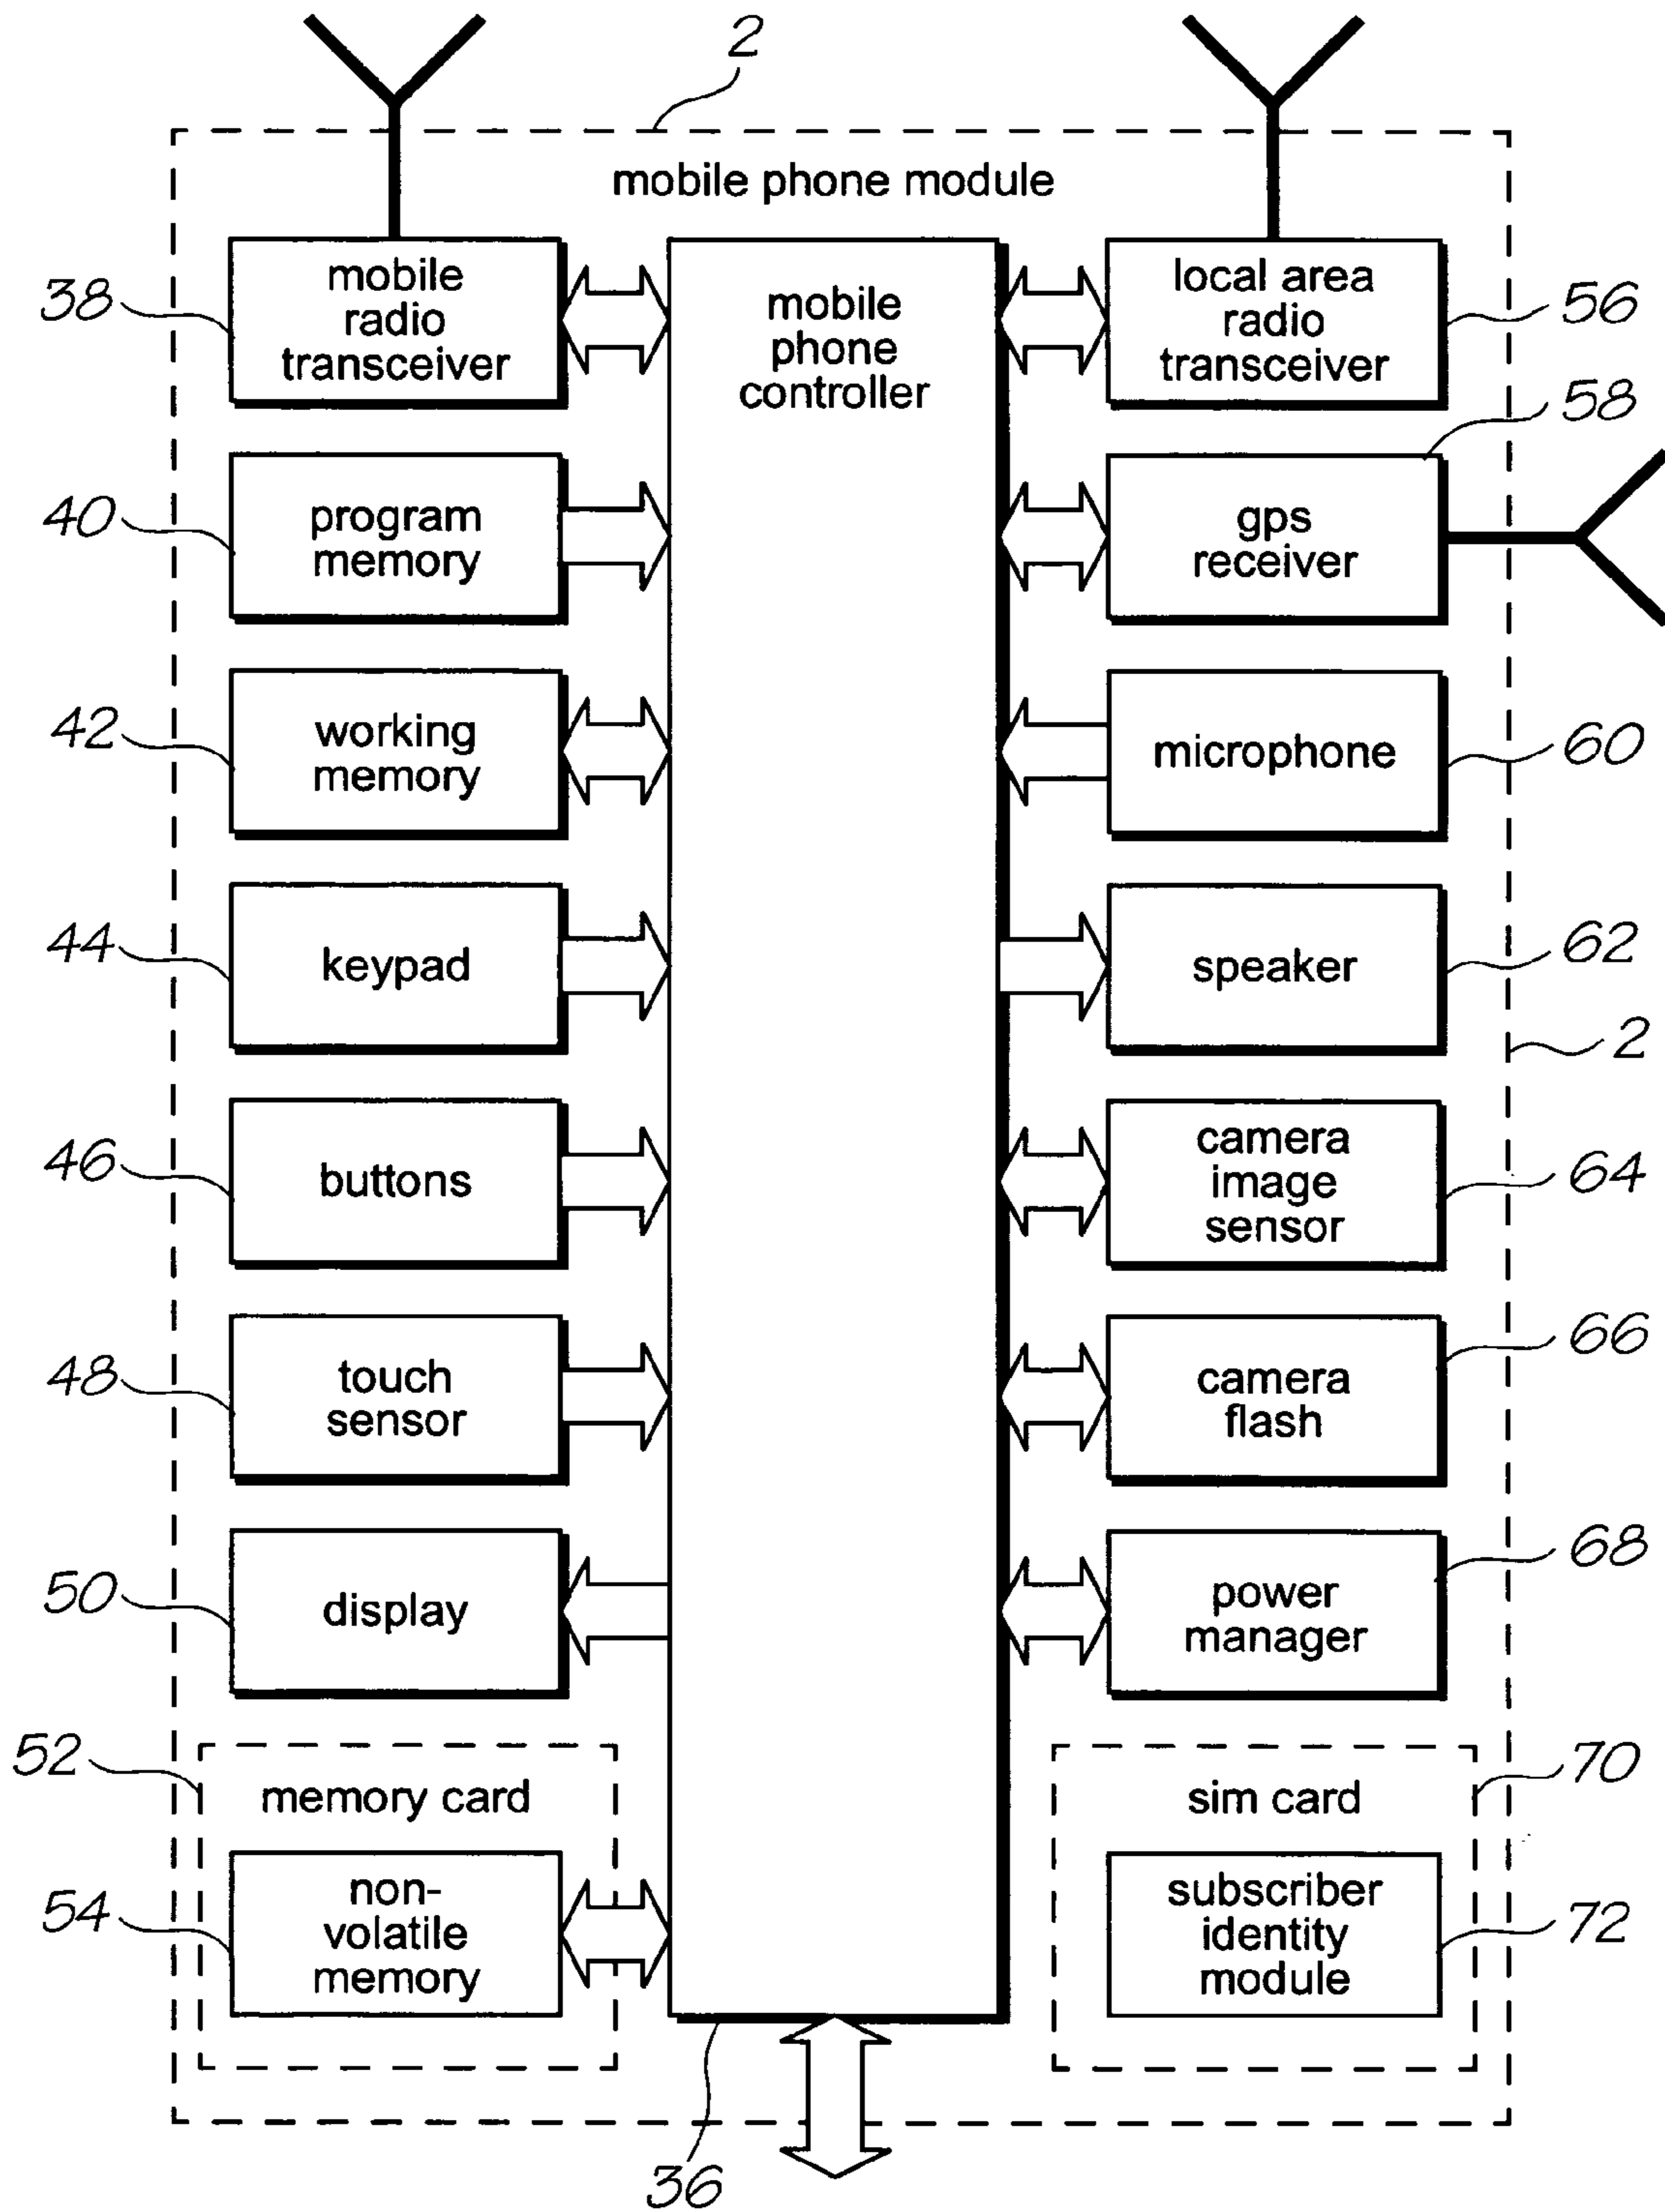 2
mobile phone module
38
mobile
radio
transceiver
mobile
phone
controller
local area
radio
transceiver
56
58
40
program
memory
gps
receiver
42
working
memory
microphone
60
44
keypad
speaker
62
2
46
buttons
camera
image
sensor
64
48
touch
sensor
camera
flash
66
50
display
power
manager
68
52
memory card
sim card
70
54
non-
volatile
memory
subscriber
identity
module
72
36